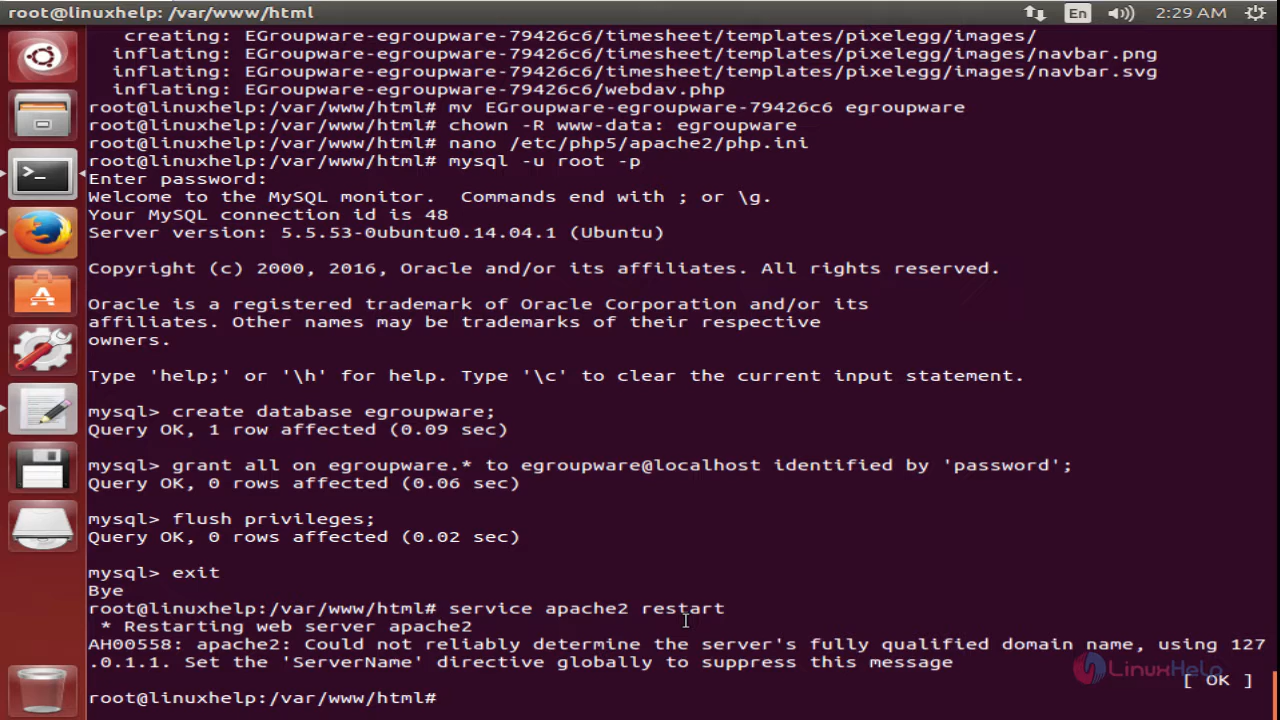 root@linuxhelp: /var/www/html
En
2:29 AM
creating: EGroupware-egroupware-79426c6/timesheet/templates/pixelegg/images/
inflating: EGroupware-egroupware-79426c6/timesheet/templates/pixelegg/images/navbar.png
inflating: EGroupware-egroupware-79426c6/timesheet/templates/pixelegg/images/navbar.svg
inflating: EGroupware-egroupware-79426c6/webdav.php
root@linuxhelp:/var/www/html# mv EGroupware-egroupware-79426c6 egroupware
root@linuxhelp:/var/www/html# chown -R www-data: egroupware
root@linuxhelp:/var/www/html# nano /etc/php5/apache2/php.ini
root@linuxhelp:/var/www/html# mysql -u root -p
Enter password:
Welcome to the MySQL monitor.  Commands end with ; or \g.
Your MySQL connection id is 48
Server version: 5.5.53-0ubuntu0.14.04.1 (Ubuntu)
Copyright (c) 2000, 2016, Oracle and/or its affiliates. All rights reserved.
Oracle is a registered trademark of Oracle Corporation and/or its
affiliates. Other names may be trademarks of their respective
owners.
Type 'help;' or '\h' for help. Type '\c' to clear the current input statement.
mysql> create database egroupware;
Query OK, 1 row affected (0.09 sec)
mysql> grant all on egroupware.* to egroupware@localhost identified by 'password';
Query OK, 0 rows affected (0.06 sec)
mysql> flush privileges;
Query OK, 0 rows affected (0.02 sec)
mysql> exit
Bye
root@linuxhelp:/var/www/html# service apache2 restart
* Restarting web server apache2
AH00558: apache2: Could not reliably determine the server's fully qualified domain name, using 127
.0.1.1. Set the 'ServerName' directive globally to suppress this message
LinuxHelp
[ OK ]
root@linuxhelp:/var/www/html#